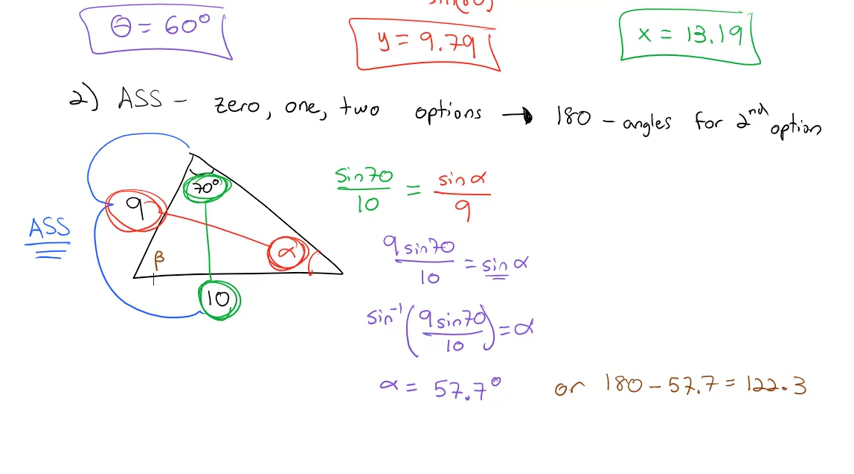 sin(60)
θ = 60°
y = 9.79
x = 13.19
2) ASS - zero, one, two options → 180 - angles for 2nd option
70°
9
ASS
α
β
10
sin70/10 = sinα/9
9sin70/10 = sinα
sin⁻¹(9sin70/10) = α
α = 57.7° or 180 - 57.7 = 122.3